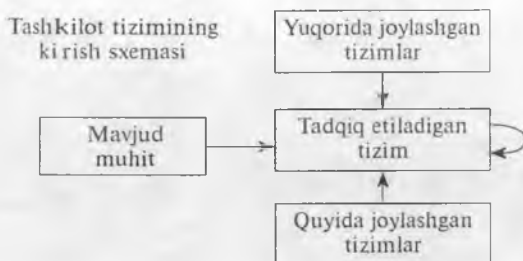 Tashkilot tizimining
kirish sxemasi
Yuqorida joylashgan
tizimlar
Mavjud
muhit
Tadqiq etiladigan
tizim
Quyida joylashgan
tizimlar